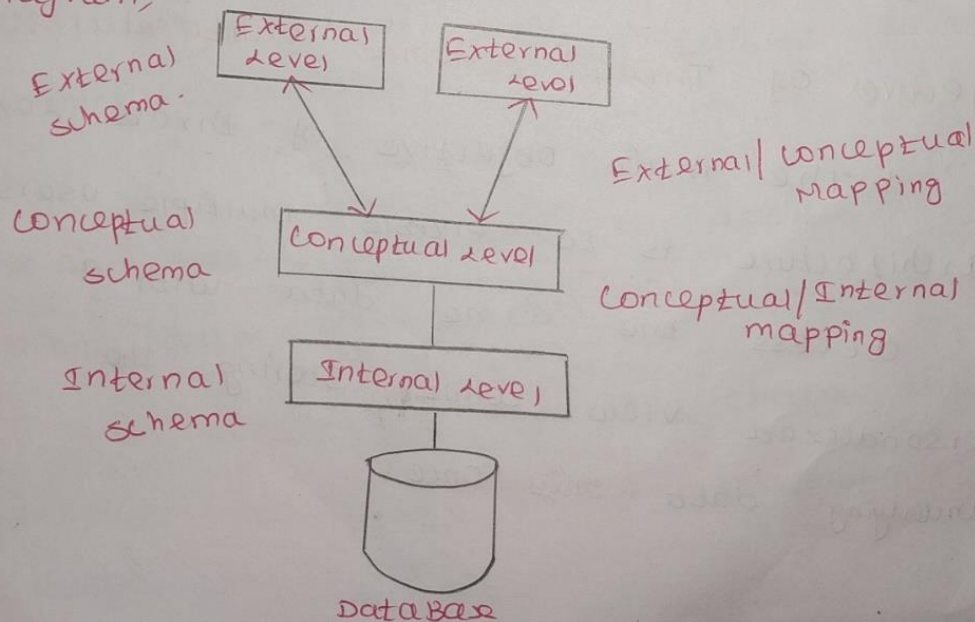 External
Level
External
Level
External
schema.
External/conceptual
Mapping
conceptual
schema
conceptual Level
conceptual/Internal
mapping
Internal
schema
Internal Level
DataBase